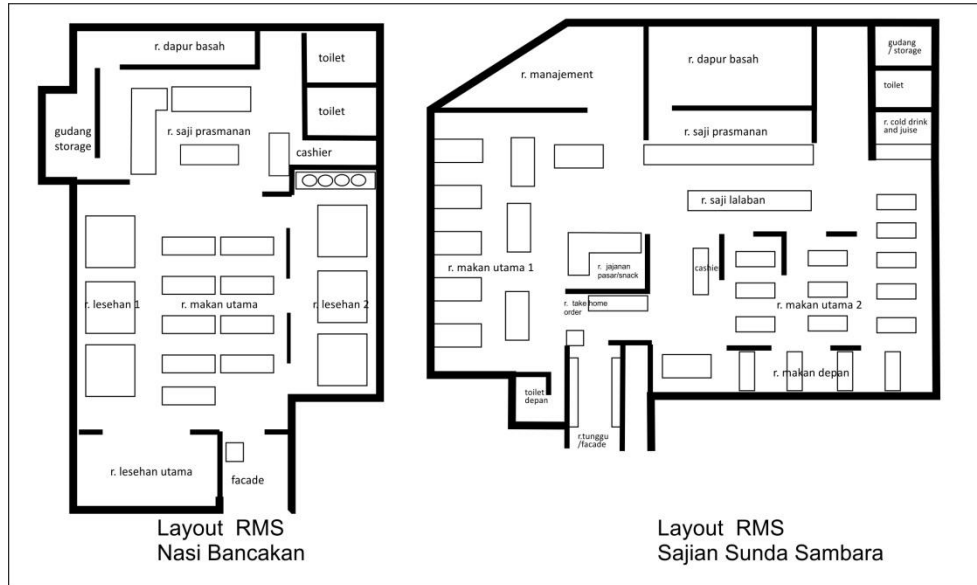 r. dapur basah
toilet
toilet
gudang
storage
r. saji prasmanan
cashier
r. lesehan 1
r. makan utama
r. lesehan 2
r. lesehan utama
facade
Layout RMS
Nasi Bancakan
r. manajement
r. dapur basah
gudang
/ storage
toilet
r. cold drink
and juise
r. saji prasmanan
r. saji lalaban
r. makan utama 1
r. jajanan
pasar/snack
cashier
r. take home
order
r. makan utama 2
r. makan depan
toilet
depan
r.tunggu
/facade
Layout RMS
Sajian Sunda Sambara